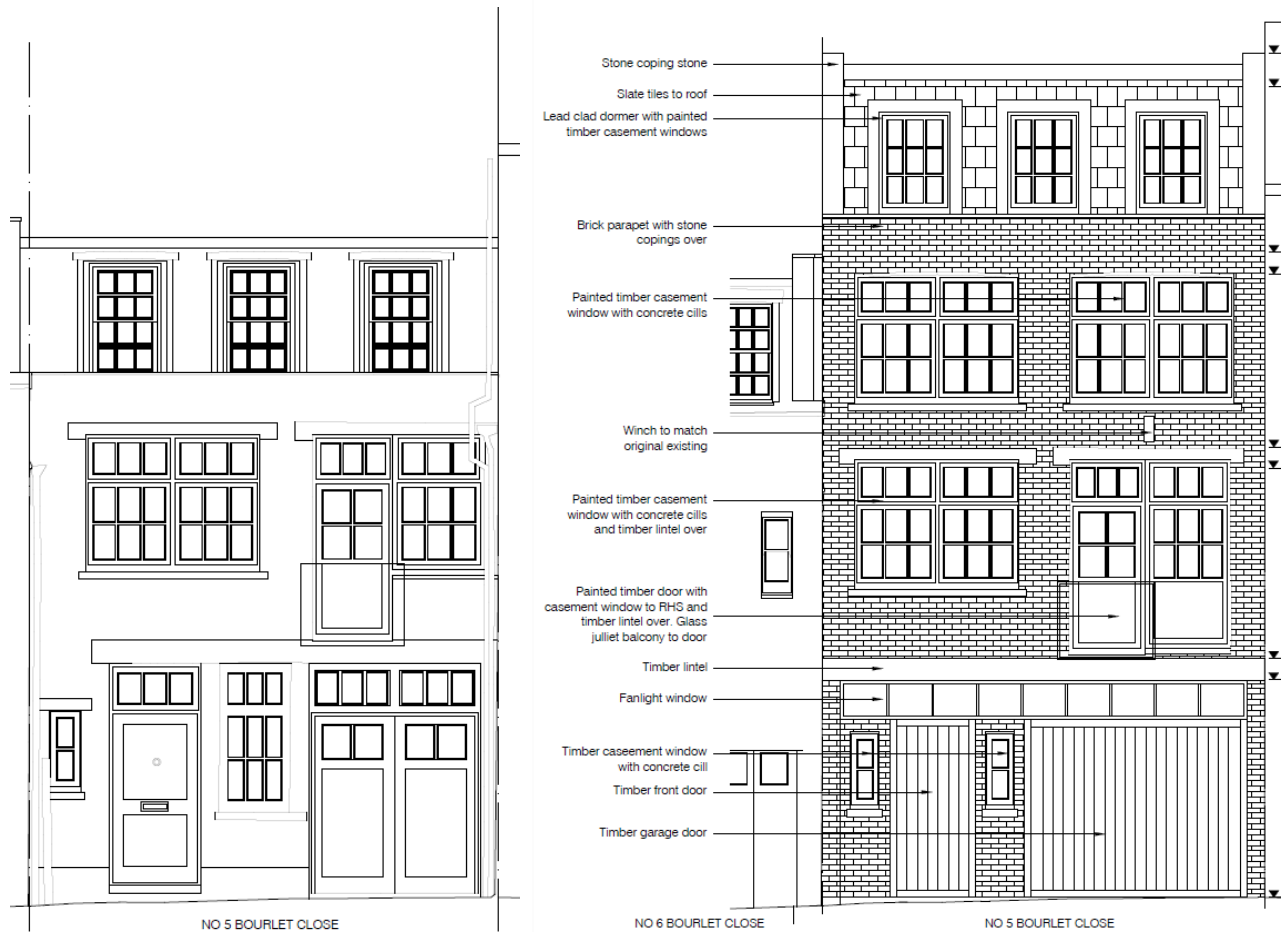 Stone coping stone
Slate tiles to roof
Lead clad dormer with painted
timber casement windows
Brick parapet with stone
copings over
Painted timber casement
window with concrete cills
Winch to match
original existing
Painted timber casement
window with concrete cills
and timber lintel over
Painted timber door with
casement window to RHS and
timber lintel over. Glass
julliet balcony to door
Timber lintel
Fanlight window
Timber caseement window
with concrete cill
Timber front door
Timber garage door
NO 5 BOURLET CLOSE
NO 6 BOURLET CLOSE
NO 5 BOURLET CLOSE